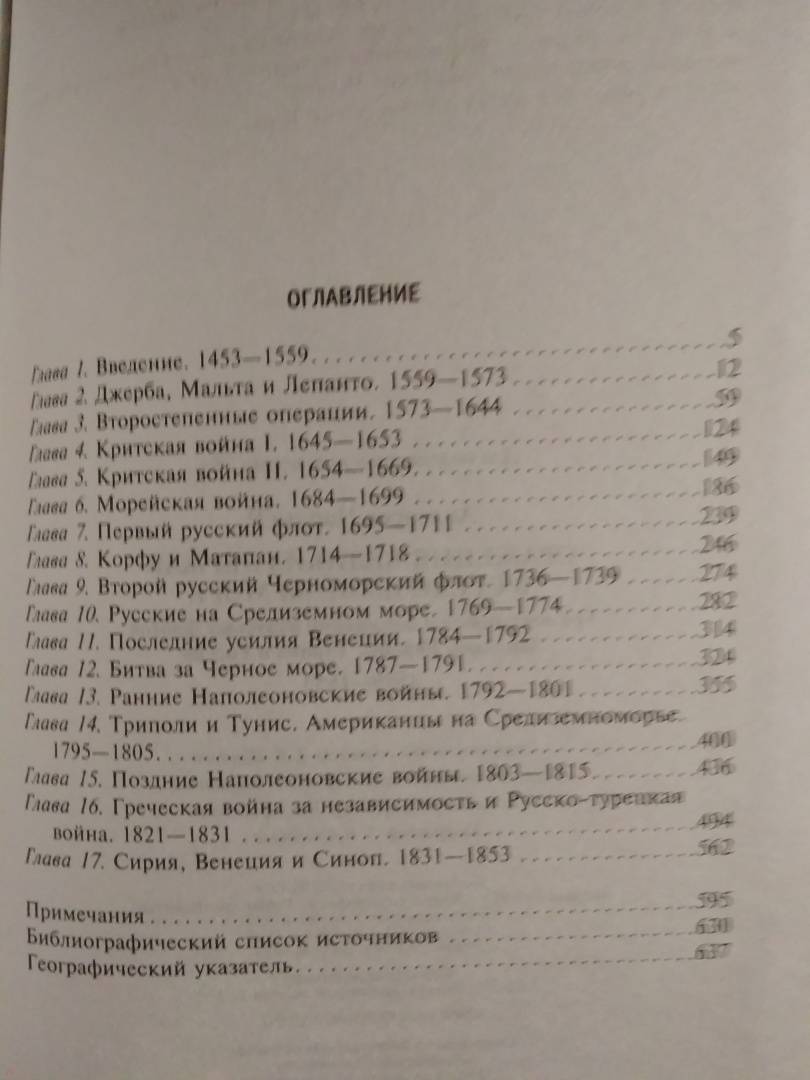 ОГЛАВЛЕНИЕ
Глава 1. Введение. 1453—1559. 5
Глава 2. Джерба, Мальта и Лепанто. 1559—1573 12
Глава 3. Второстепенные операции. 1573—1644 59
Глава 4. Критская война I. 1645—1653 124
Глава 5. Критская война II. 1654—1669. 149
Глава 6. Морейская война. 1684—1699 186
Глава 7. Первый русский флот. 1695—1711 239
Глава 8. Корфу и Матапан. 1714—1718 246
Глава 9. Второй русский Черноморский флот. 1736—1739 274
Глава 10. Русские на Средиземном море. 1769—1774 282
Глава 11. Последние усилия Венеции. 1784—1792 314
Глава 12. Битва за Черное море. 1787—1791. 324
Глава 13. Ранние Наполеоновские войны. 1792—1801 355
Глава 14. Триполи и Тунис. Американцы на Средиземноморье.
1795—1805. 400
Глава 15. Поздние Наполеоновские войны. 1803—1815 436
Глава 16. Греческая война за независимость и Русско-турецкая
война. 1821—1831 494
Глава 17. Сирия, Венеция и Синоп. 1831—1853 562
Примечания 595
Библиографический список источников 630
Географический указатель. 637